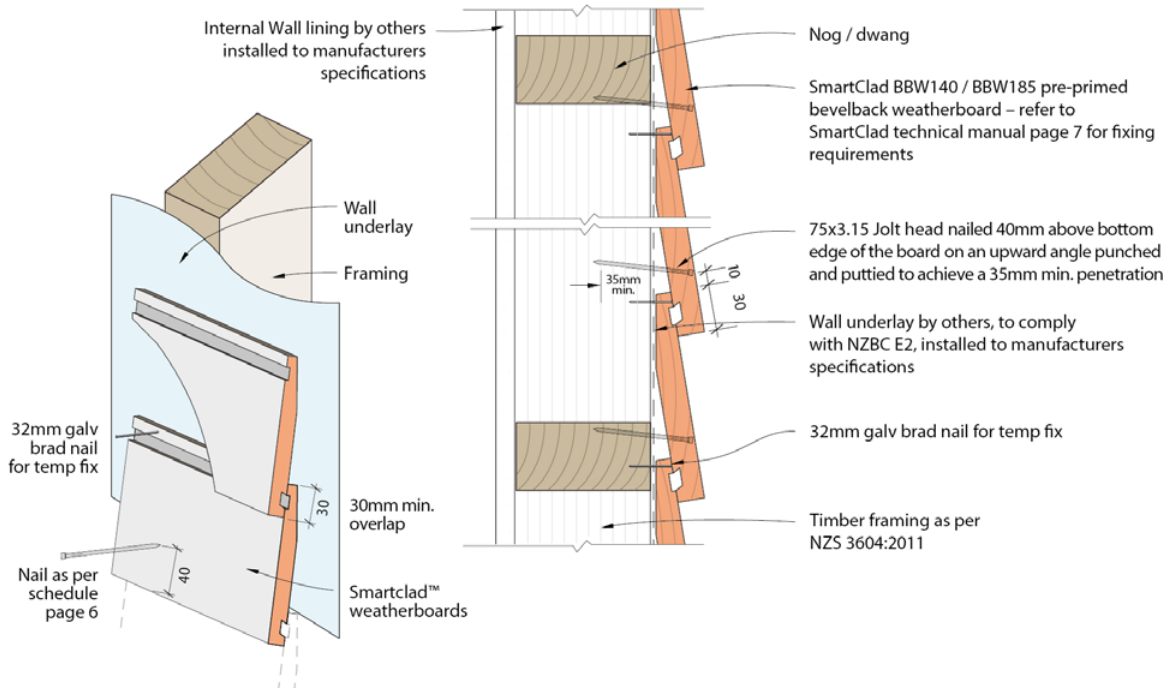 Internal Wall lining by others
installed to manufacturers
specifications
Nog / dwang
SmartClad BBW140 / BBW185 pre-primed
bevelback weatherboard – refer to
SmartClad technical manual page 7 for fixing
requirements
Wall
underlay
Framing
75x3.15 Jolt head nailed 40mm above bottom
edge of the board on an upward angle punched
and puttied to achieve a 35mm min. penetration
35mm
min.
10
30
Wall underlay by others, to comply
with NZBC E2, installed to manufacturers
specifications
32mm galv
brad nail
for temp fix
32mm galv brad nail for temp fix
30
30mm min.
overlap
Timber framing as per
NZS 3604:2011
40
Nail as per
schedule
page 6
Smartclad™
weatherboards